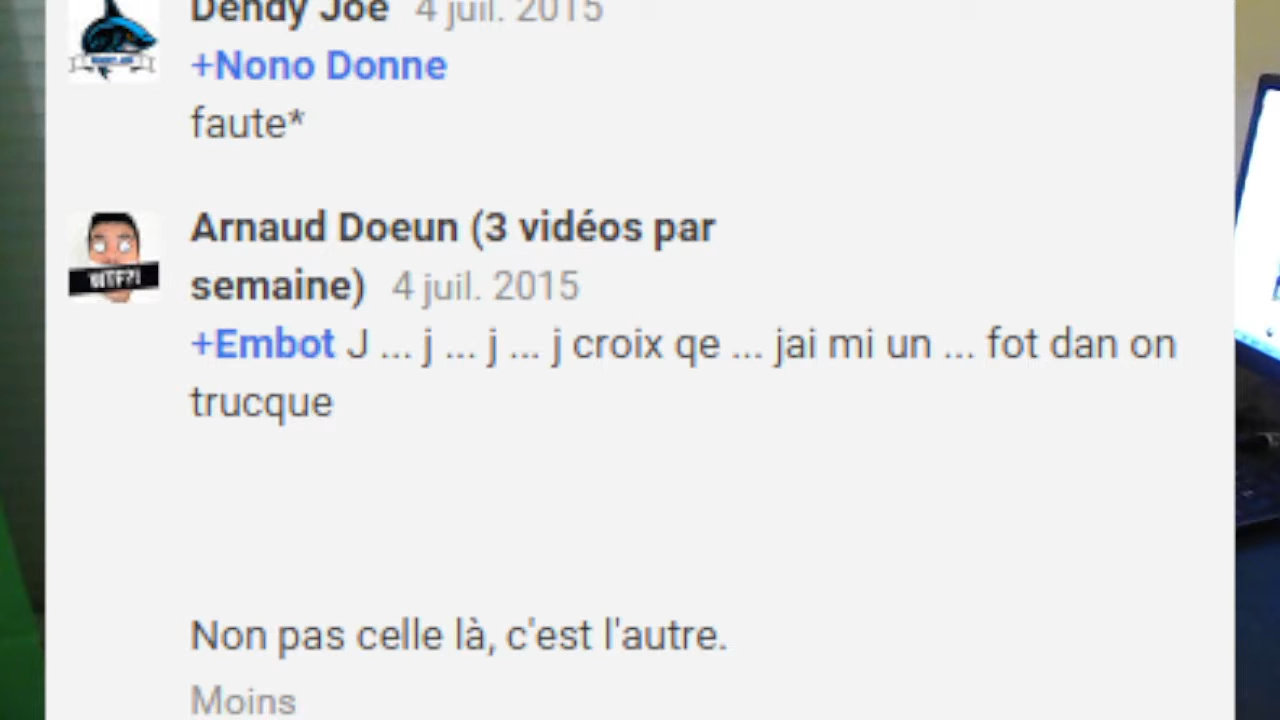 Dendy Joe 4 juil. 2015
+Nono Donne
faute*
WTF?!
Arnaud Doeun (3 vidéos par
semaine) 4 juil. 2015
+Embot J ... j ... j ... j croix qe ... jai mi un ... fot dan on
trucque
Non pas celle là, c'est l'autre.
Moins